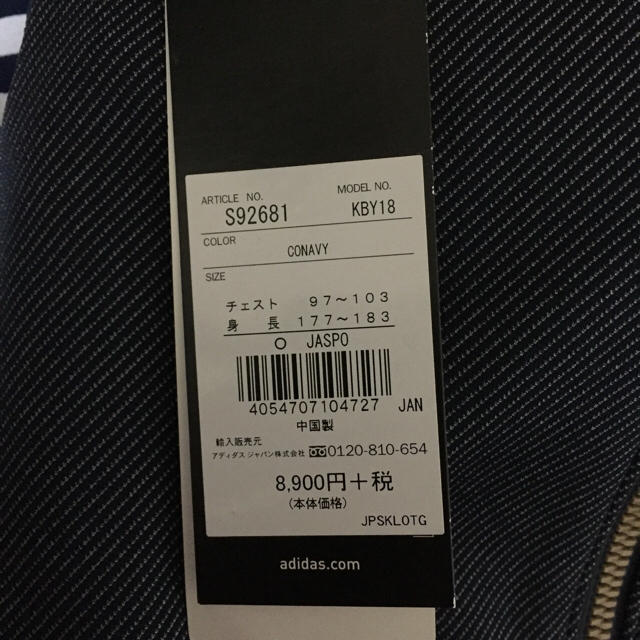 ARTICLE NO. MODEL NO.
S92681 KBY18
COLOR
CONAVY
SIZE
チェスト 97～103
身長 177～183
O JASPO
4054707104727 JAN
中国製
輸入販売元
アディダス ジャパン株式会社 0120-810-654
8,900円+税
(本体価格)
JPSKLOTG
adidas.com